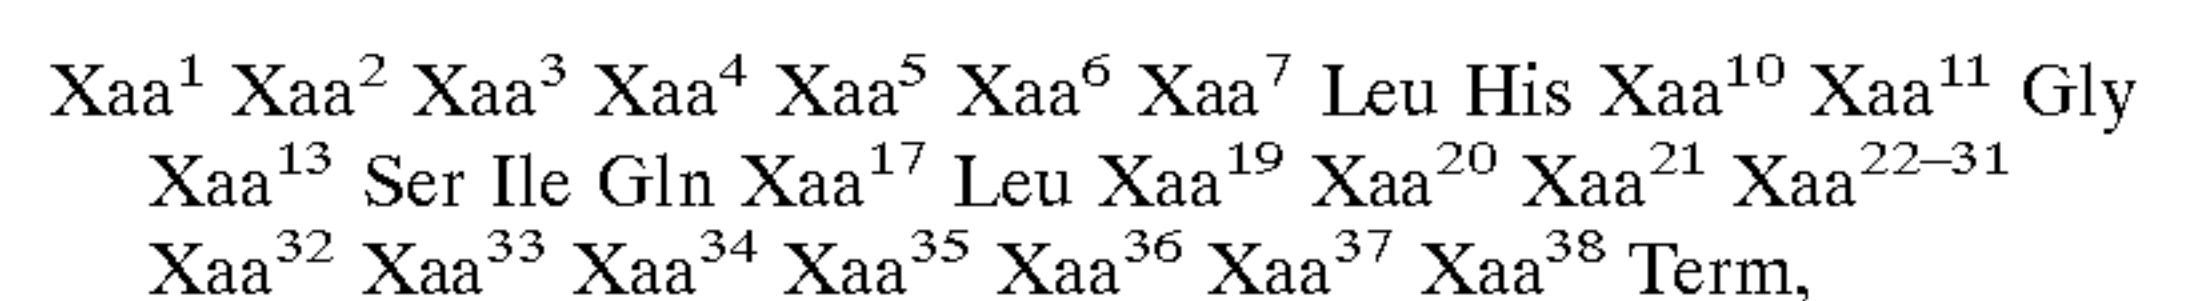 Xaa¹ Xaa² Xaa³ Xaa⁴ Xaa⁵ Xaa⁶ Xaa⁷ Leu His Xaa¹⁰ Xaa¹¹ Gly
Xaa¹³ Ser Ile Gln Xaa¹⁷ Leu Xaa¹⁹ Xaa²⁰ Xaa²¹ Xaa²²⁻³¹
Xaa³² Xaa³³ Xaa³⁴ Xaa³⁵ Xaa³⁶ Xaa³⁷ Xaa³⁸ Term,